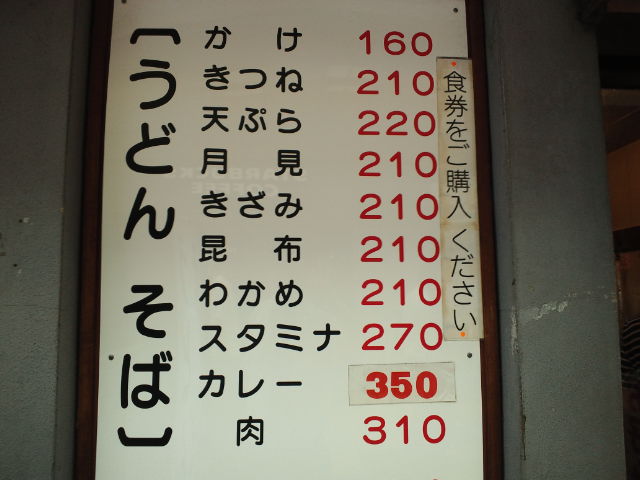 【うどん そば】
かけ 160
きつね 210
天ぷら 220
月見 210
きざみ 210
昆布 210
わかめ 210
スタミナ 270
カレー 350
肉 310
食券をご購入ください